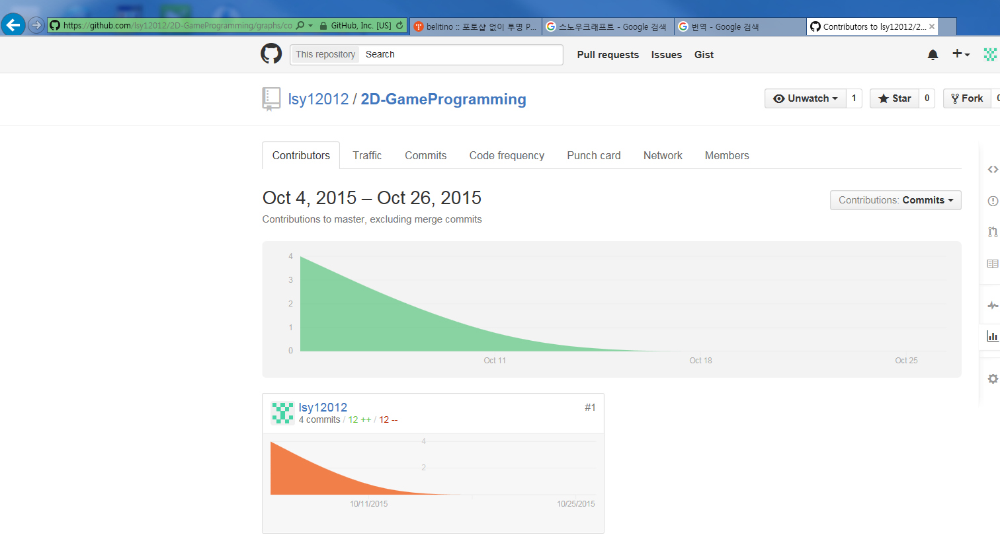 https://github.com/lsy12012/2D-GameProgramming/graphs/co GitHub, Inc. [US] belitino :: 포토샵 없이 투명 P... 스노우크래프트 - Google 검색 번역 - Google 검색 Contributors to lsy12012/2...
This repository Search Pull requests Issues Gist
lsy12012 / 2D-GameProgramming Unwatch 1 Star 0 Fork
Contributors Traffic Commits Code frequency Punch card Network Members
Oct 4, 2015 – Oct 26, 2015
Contributions: Commits
Contributions to master, excluding merge commits
4
3
2
1
0
Oct 11 Oct 18 Oct 25
lsy12012 #1
4 commits / 12 ++ / 12 --
4
2
10/11/2015 10/25/2015